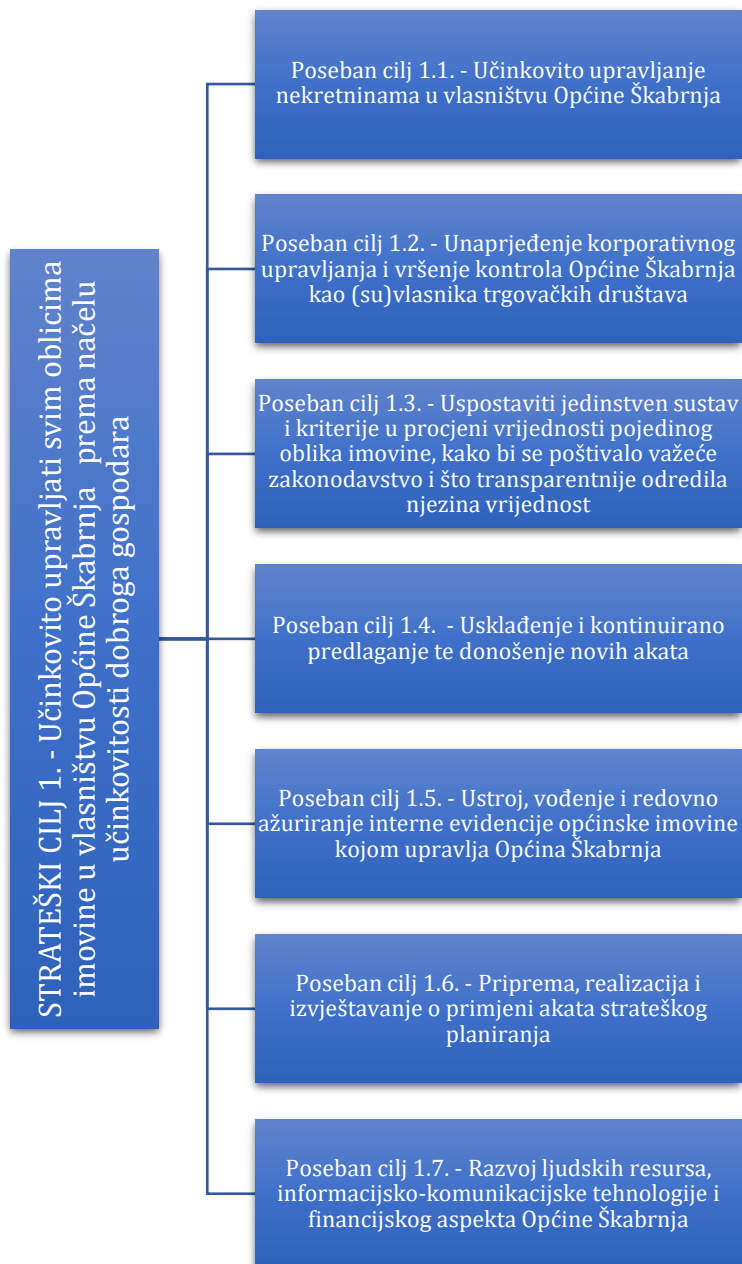 STRATEŠKI CILJ 1. - Učinkovito upravljati svim oblicima
imovine u vlasništvu Općine Škabrnja prema načelu
učinkovitosti dobroga gospodara
Poseban cilj 1.1. - Učinkovito upravljanje
nekretninama u vlasništvu Općine Škabrnja
Poseban cilj 1.2. - Unaprjeđenje korporativnog
upravljanja i vršenje kontrola Općine Škabrnja
kao (su)vlasnika trgovačkih društava
Poseban cilj 1.3. - Uspostaviti jedinstven sustav
i kriterije u procjeni vrijednosti pojedinog
oblika imovine, kako bi se poštivalo važeće
zakonodavstvo i što transparentnije odredila
njezina vrijednost
Poseban cilj 1.4. - Usklađenje i kontinuirano
predlaganje te donošenje novih akata
Poseban cilj 1.5. - Ustroj, vođenje i redovno
ažuriranje interne evidencije općinske imovine
kojom upravlja Općina Škabrnja
Poseban cilj 1.6. - Priprema, realizacija i
izvještavanje o primjeni akata strateškog
planiranja
Poseban cilj 1.7. - Razvoj ljudskih resursa,
informacijsko-komunikacijske tehnologije i
financijskog aspekta Općine Škabrnja